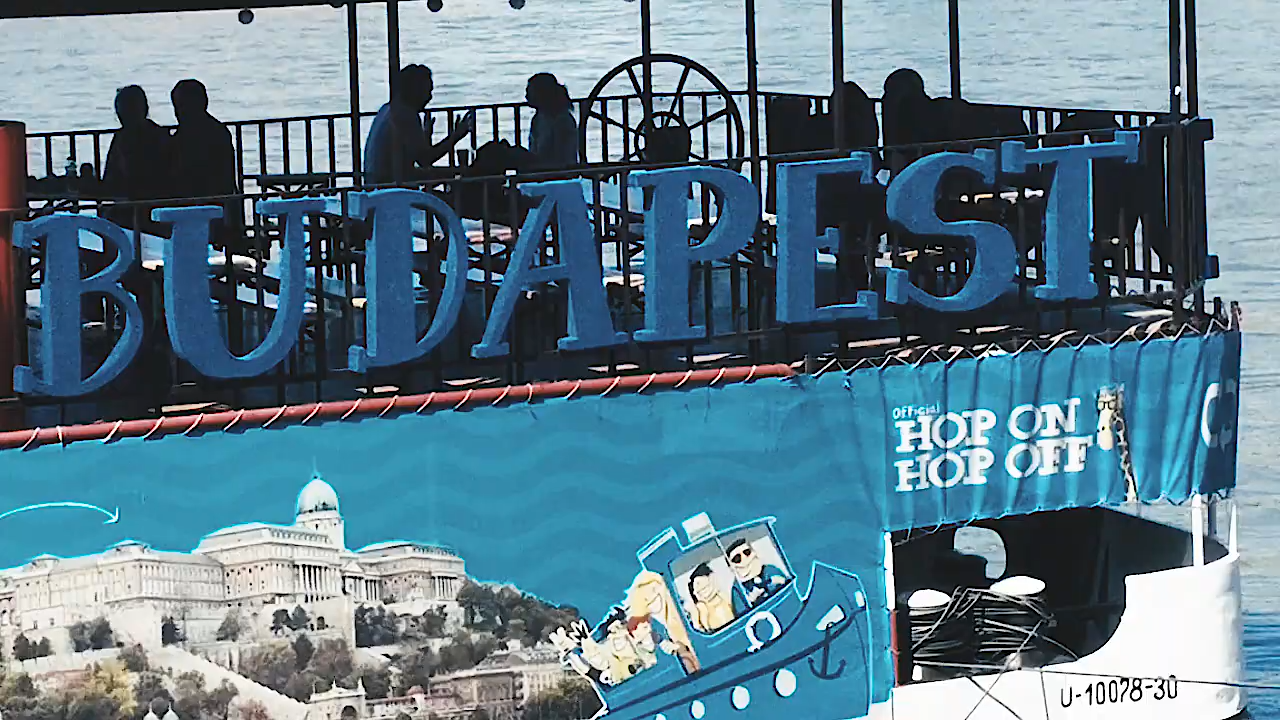 BUDAPEST
Official
HOP ON
HOP OFF
U-10078-30